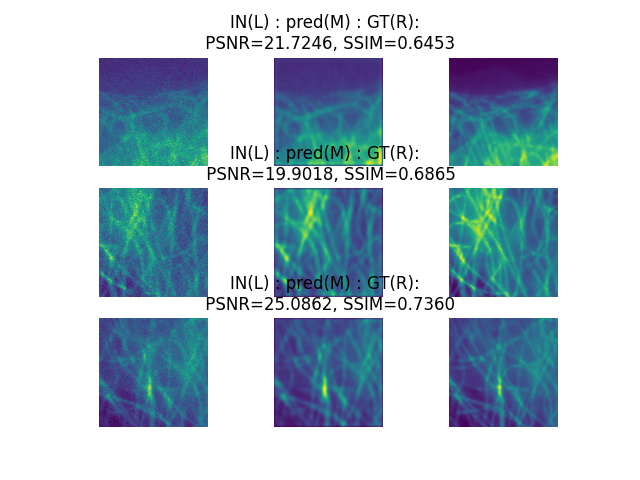 IN(L) : pred(M) : GT(R):
PSNR=21.7246, SSIM=0.6453
IN(L) : pred(M) : GT(R):
PSNR=19.9018, SSIM=0.6865
IN(L) : pred(M) : GT(R):
PSNR=25.0862, SSIM=0.7360